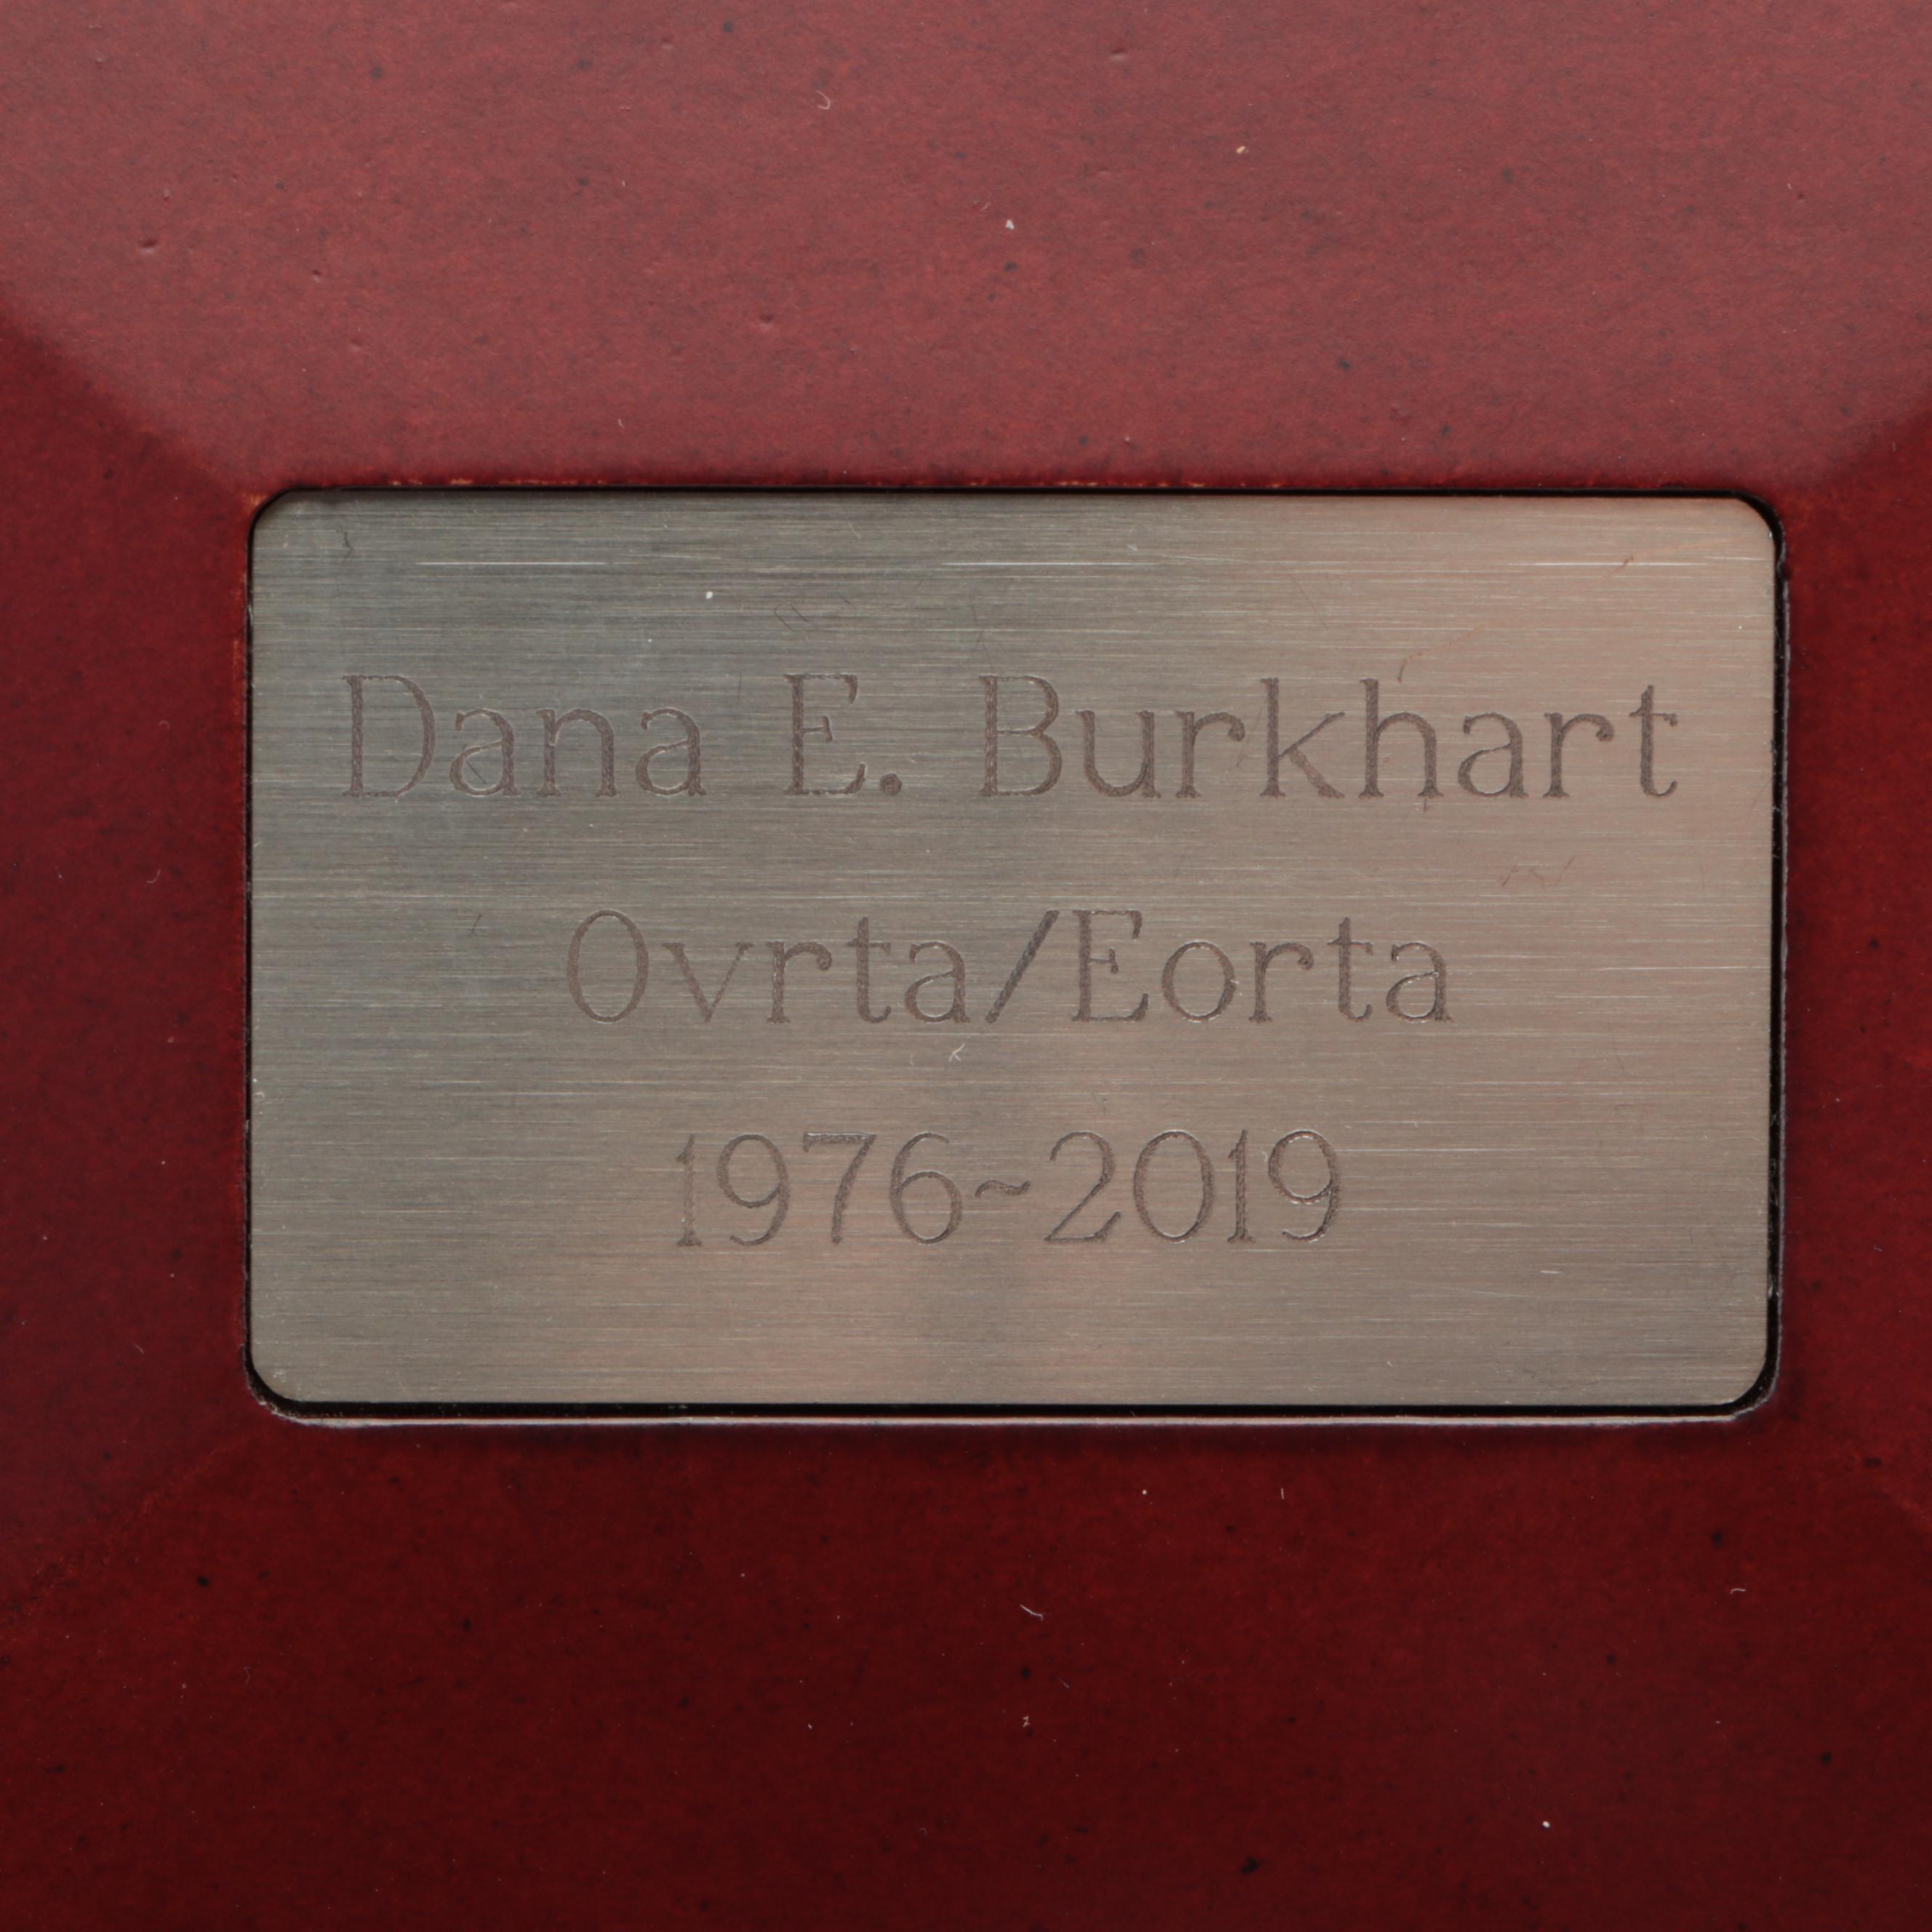 Dana E. Burkhart
Ovrta/Eorta
1976~2019